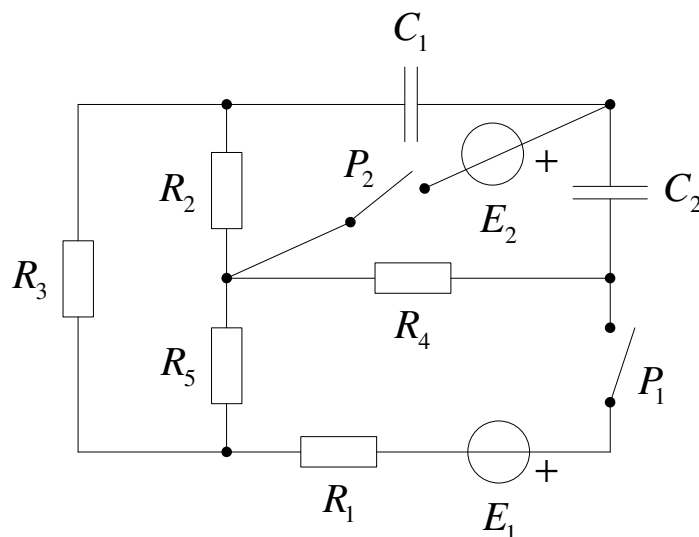 C₁
P₂
+
R₂
E₂
C₂
R₃
R₄
R₅
P₁
+
R₁
E₁